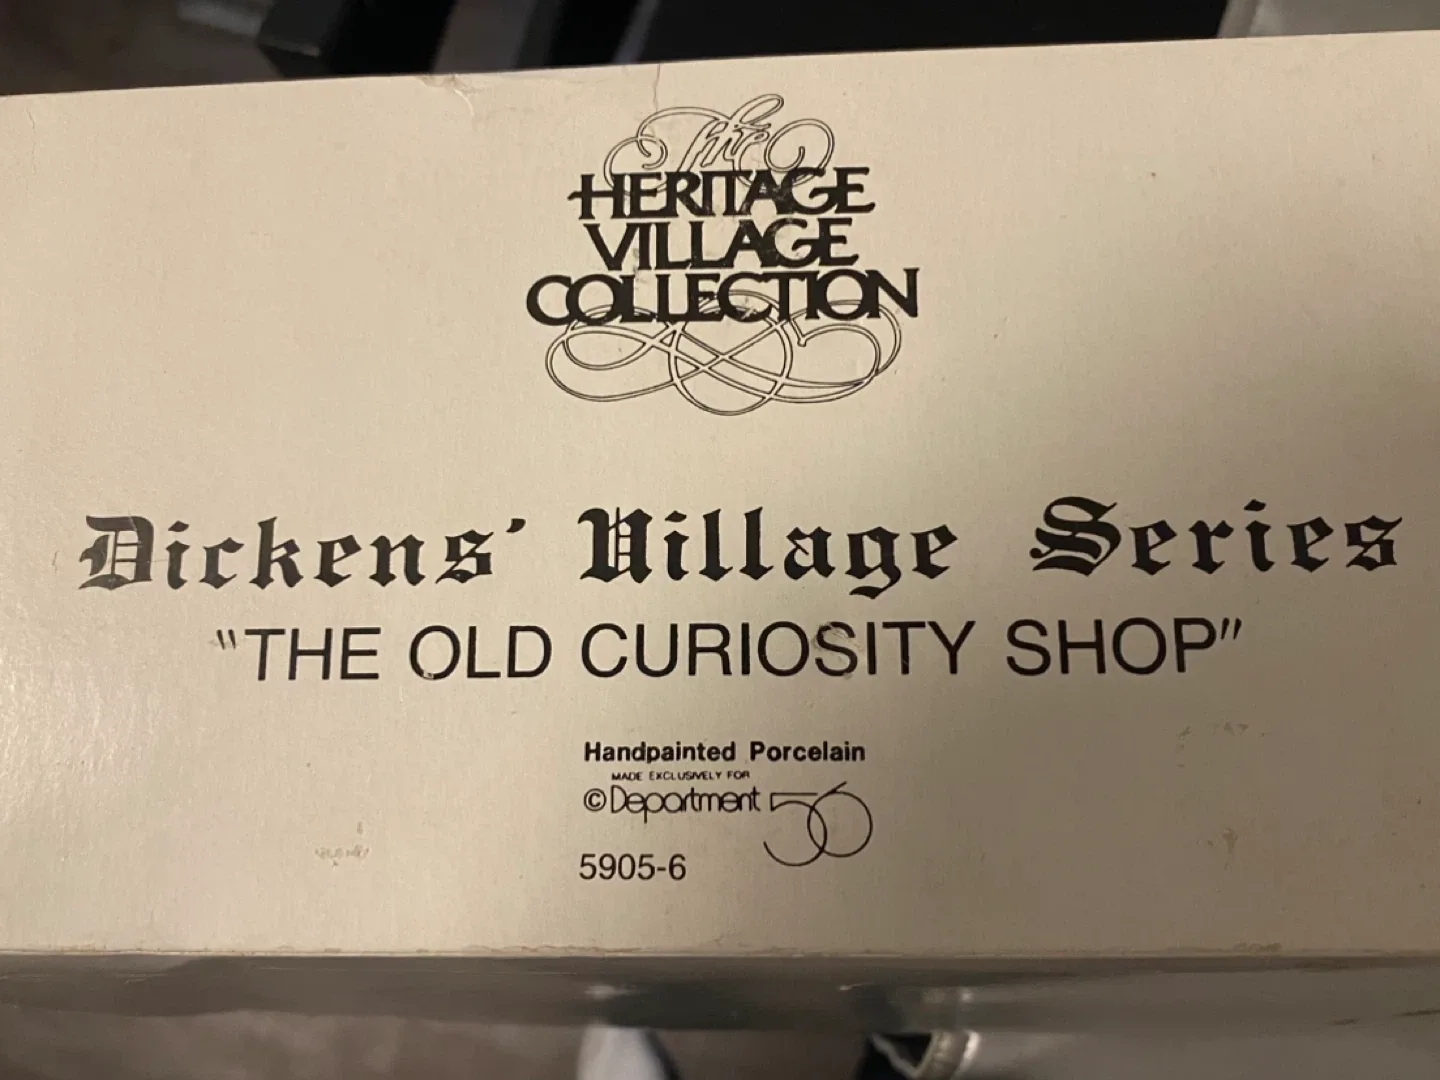 The
HERITAGE
VILLAGE
COLLECTION
Dickens' Village Series
"THE OLD CURIOSITY SHOP"
Handpainted Porcelain
MADE EXCLUSIVELY FOR
© Department 56
5905-6